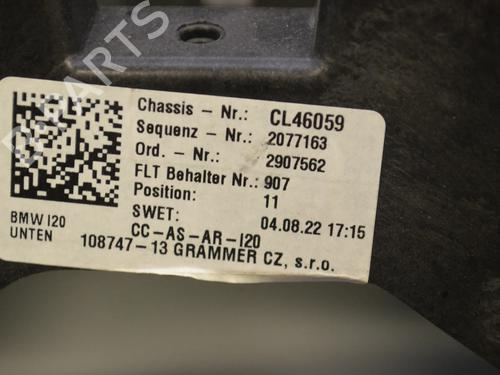 B-PARTS
Chassis - Nr.: CL46059
Sequenz - Nr.: 2077163
Ord. - Nr.: 2907562
FLT Behalter Nr.: 907
Position: 11
SWET: 04.08.22 17:15
CC-AS-AR-I20
BMW I20
UNTEN
108747-13 GRAMMER CZ, s.r.o.